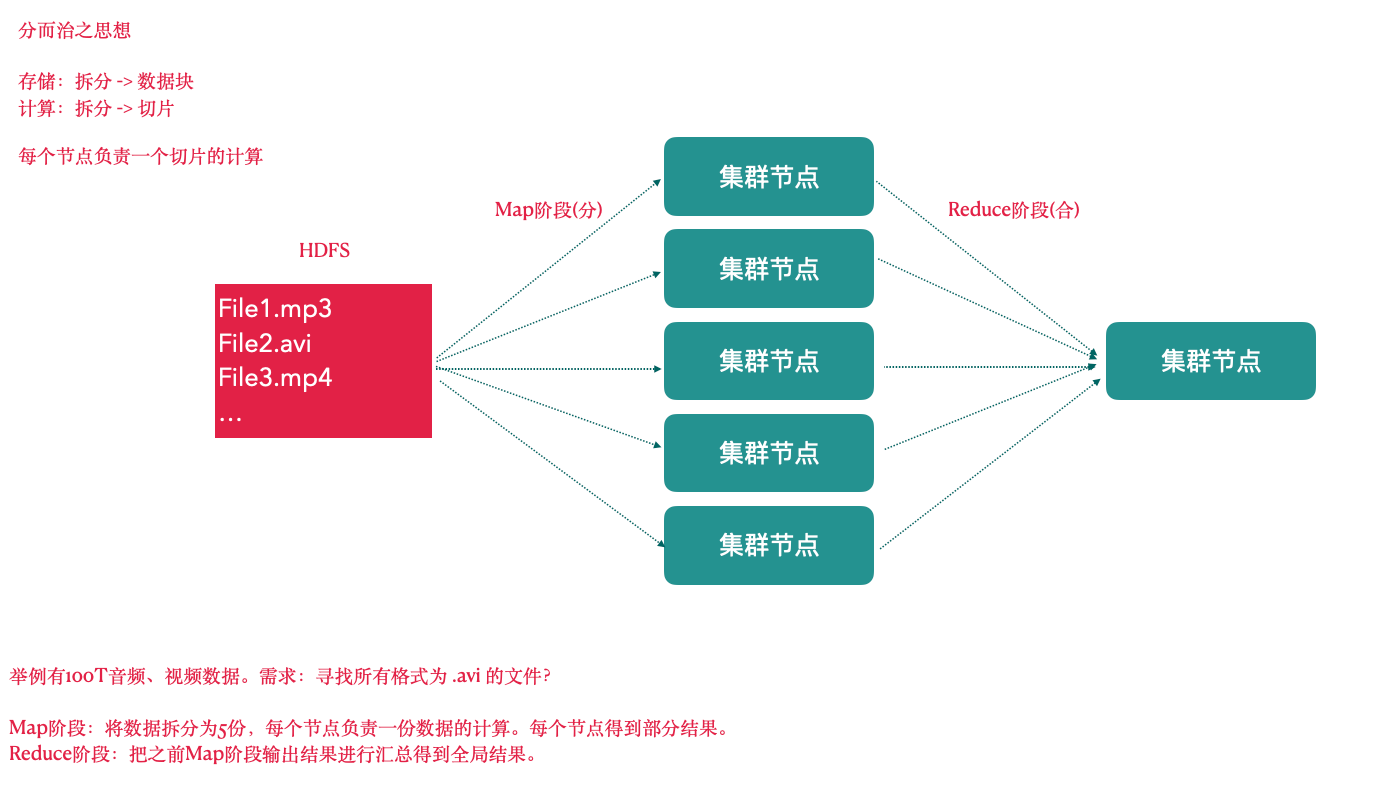 分而治之思想
存储：拆分 -> 数据块
计算：拆分 -> 切片
每个节点负责一个切片的计算
集群节点
Map阶段(分)
Reduce阶段(合)
HDFS
集群节点
File1.mp3
File2.avi
File3.mp4
...
集群节点
集群节点
集群节点
集群节点
举例有100T音频、视频数据。需求：寻找所有格式为 .avi 的文件?
Map阶段：将数据拆分为5份，每个节点负责一份数据的计算。每个节点得到部分结果。
Reduce阶段：把之前Map阶段输出结果进行汇总得到全局结果。